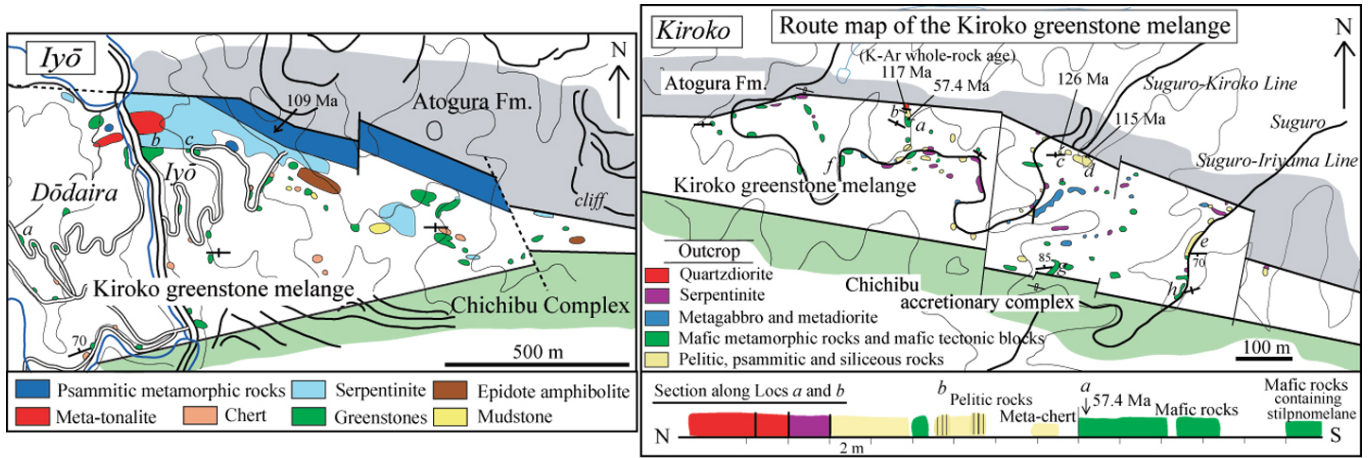 Iyō
N
109 Ma
Atogura Fm.
b
c
Iyō
Dōdaira
a
cliff
Kiroko greenstone melange
Chichibu Complex
70
500 m
Psammitic metamorphic rocks
Serpentinite
Epidote amphibolite
Meta-tonalite
Chert
Greenstones
Mudstone
Kiroko
Route map of the Kiroko greenstone melange
N
(K-Ar whole-rock age)
Atogura Fm.
117 Ma
57.4 Ma
126 Ma
Suguro-Kiroko Line
115 Ma
b
a
Suguro
c
d
Suguro-Iriyama Line
f
Kiroko greenstone melange
e
70
85
g
h
Chichibu
accretionary complex
Outcrop
Quartzdiorite
Serpentinite
Metagabbro and metadiorite
Mafic metamorphic rocks and mafic tectonic blocks
Pelitic, psammitic and siliceous rocks
100 m
Section along Locs a and b
b
Pelitic rocks
Meta-chert
a
57.4 Ma
Mafic rocks
Mafic rocks
containing
stilpnomelane
N
2 m
S